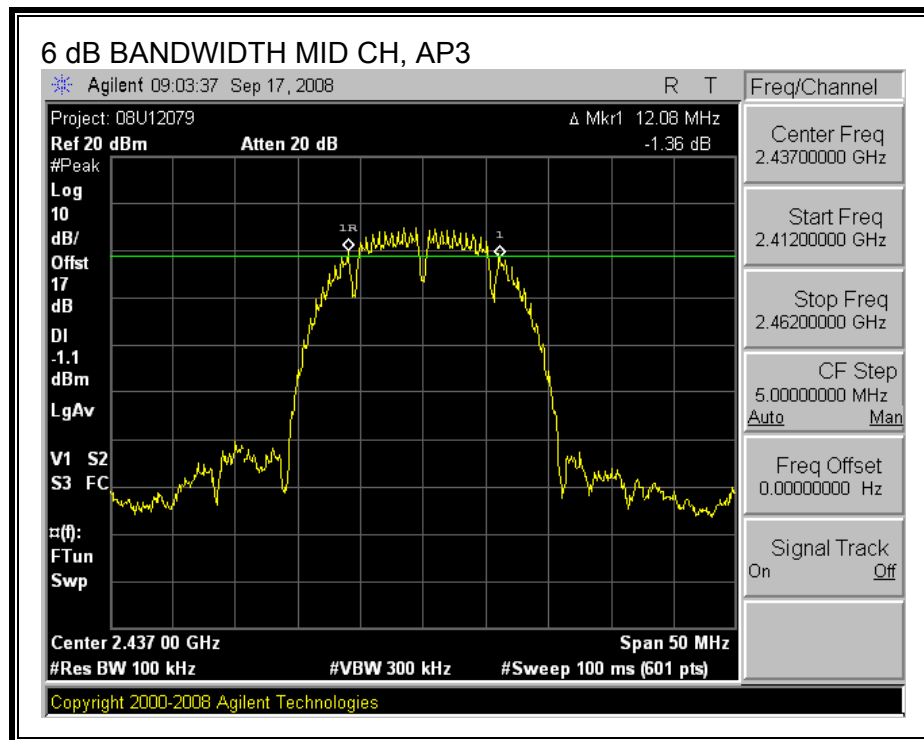 6 dB BANDWIDTH MID CH, AP3
Agilent 09:03:37 Sep 17, 2008 R T
Freq/Channel
Project: 08U12079 Δ Mkr1 12.08 MHz
Ref 20 dBm Atten 20 dB -1.36 dB
#Peak
Log
10
dB/
Offst
17
dB
DI
-1.1
dBm
LgAv
V1 S2
S3 FC
¤(f):
FTun
Swp
1R
1
Center 2.437 00 GHz Span 50 MHz
#Res BW 100 kHz #VBW 300 kHz #Sweep 100 ms (601 pts)
Center Freq
2.43700000 GHz
Start Freq
2.41200000 GHz
Stop Freq
2.46200000 GHz
CF Step
5.00000000 MHz
Auto Man
Freq Offset
0.00000000 Hz
Signal Track
On Off
Copyright 2000-2008 Agilent Technologies